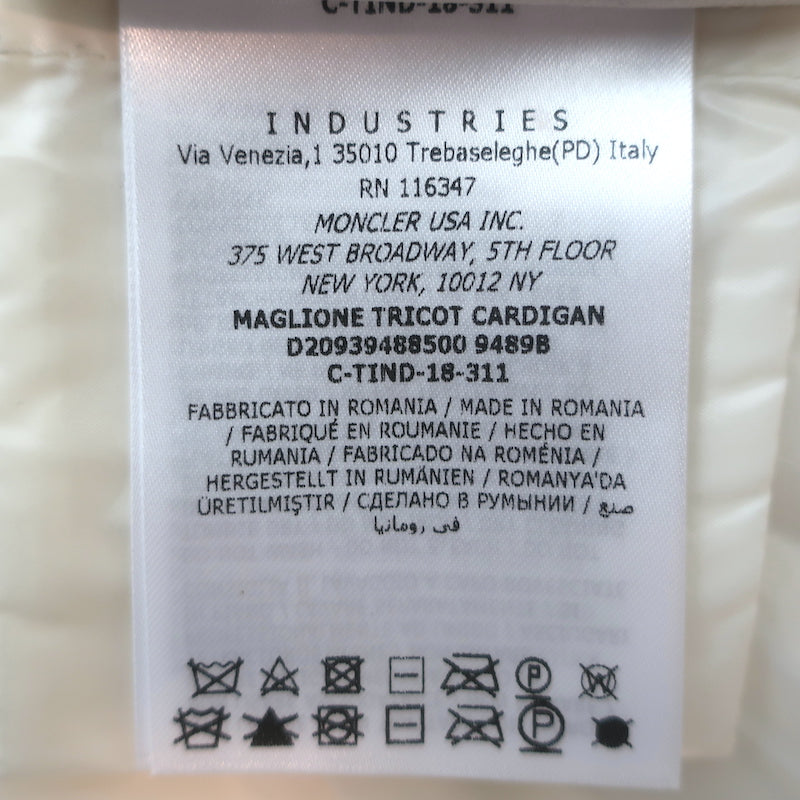 C-TIND-18-311
INDUSTRIES
Via Venezia,1 35010 Trebaseleghe(PD) Italy
RN 116347
MONCLER USA INC.
375 WEST BROADWAY, 5TH FLOOR
NEW YORK, 10012 NY
MAGLIONE TRICOT CARDIGAN
D20939488500 9489B
C-TIND-18-311
FABBRICATO IN ROMANIA / MADE IN ROMANIA
/ FABRIQUÉ EN ROUMANIE / HECHO EN
RUMANIA / FABRICADO NA ROMÉNIA /
HERGESTELLT IN RUMÄNIEN / ROMANYA'DA
ÜRETILMIŞTIR / СДЕЛАНО В РУМЫНИИ / صنع
في رومانيا
P W
P